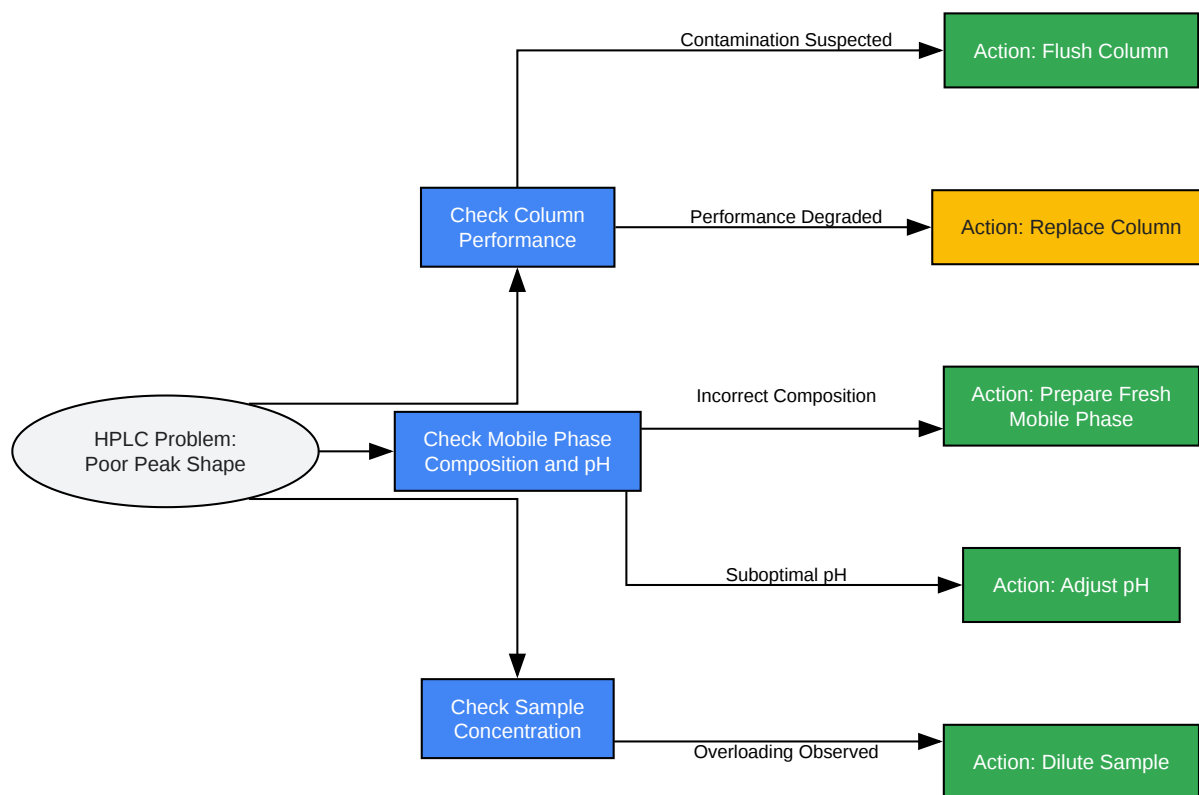 Contamination Suspected
Action: Flush Column
Check Column
Performance
Performance Degraded
Action: Replace Column
HPLC Problem:
Poor Peak Shape
Check Mobile Phase
Composition and pH
Incorrect Composition
Action: Prepare Fresh
Mobile Phase
Suboptimal pH
Action: Adjust pH
Check Sample
Concentration
Overloading Observed
Action: Dilute Sample